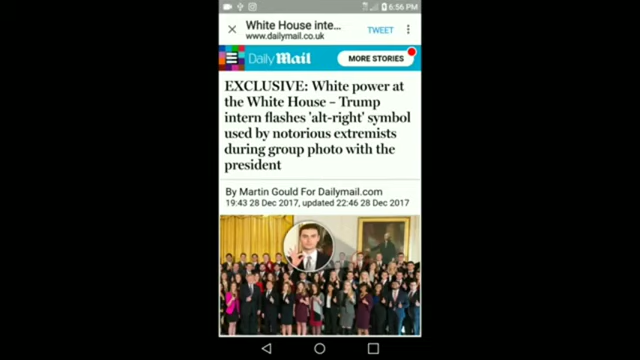 6:56 PM
White House inte...
www.dailymail.co.uk
TWEET
Daily Mail
MORE STORIES
EXCLUSIVE: White power at
the White House – Trump
intern flashes 'alt-right' symbol
used by notorious extremists
during group photo with the
president
By Martin Gould For Dailymail.com
19:43 28 Dec 2017, updated 22:46 28 Dec 2017